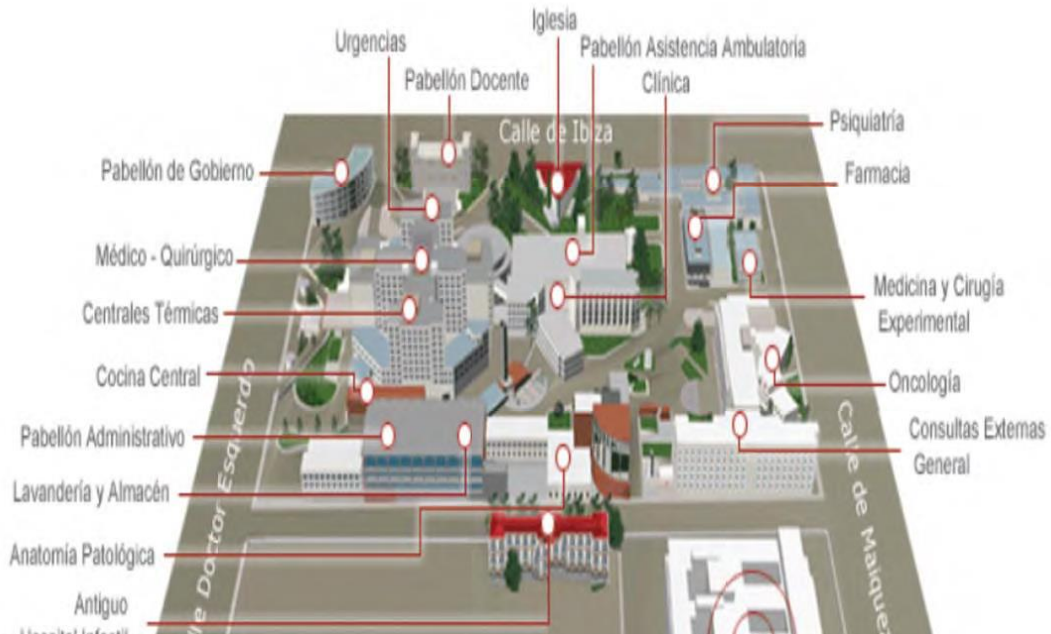 Iglesia
Urgencias
Pabellón Asistencia Ambulatoria
Pabellón Docente
Clínica
Calle de Ibiza
Psiquiatría
Pabellón de Gobierno
Farmacia
Médico - Quirúrgico
Medicina y Cirugía
Experimental
Centrales Térmicas
Cocina Central
Oncología
Pabellón Administrativo
Consultas Externas
General
Lavandería y Almacén
Anatomía Patológica
Antiguo
Doctor Esquerdo
Calle de Maique